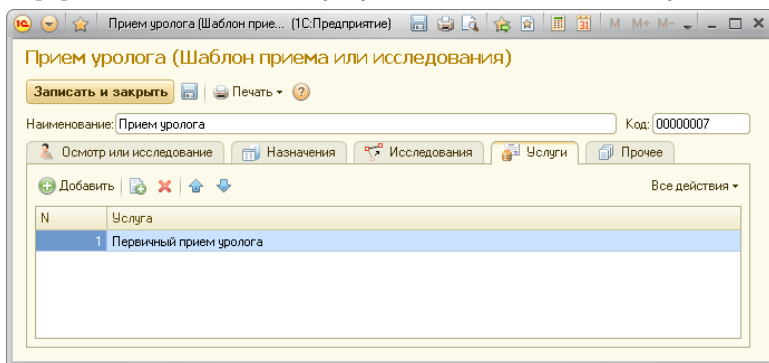 Прием уролога (Шаблон прие... (1С:Предприятие) 31 M M+ M-
Прием уролога (Шаблон приема или исследования)
Записать и закрыть Печать ?
Наименование: Прием уролога Код: 00000007
Осмотр или исследование Назначения Исследования Услуги Прочее
Добавить Все действия
N Услуга
1 Первичный прием уролога